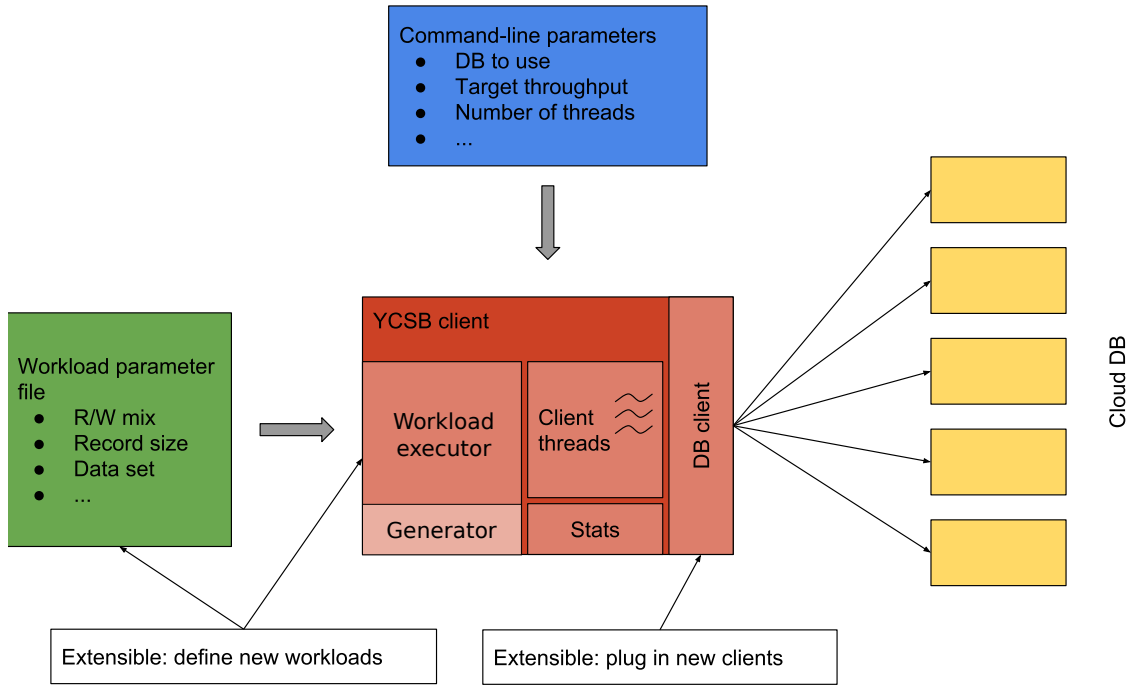 Command-line parameters
● DB to use
● Target throughput
● Number of threads
● ...
YCSB client
Workload parameter
file
● R/W mix
● Record size
● Data set
● ...
Workload
executor
Client
threads
DB client
Cloud DB
Generator
Stats
Extensible: define new workloads
Extensible: plug in new clients